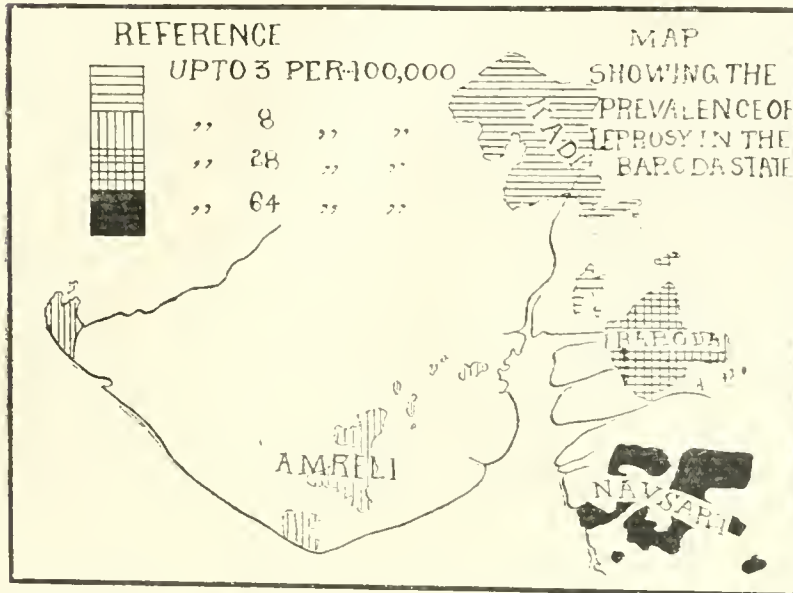 REFERENCE
UPTO 3 PER-100,000
,, 8 ,, ,,
,, 28 ,, ,,
,, 64 ,, ,,
MAP
SHOWING THE
PREVALENCE OF
LEPROSY IN THE
BARODA STATE
KADI
BARODA
AMRELI
NAVSARI